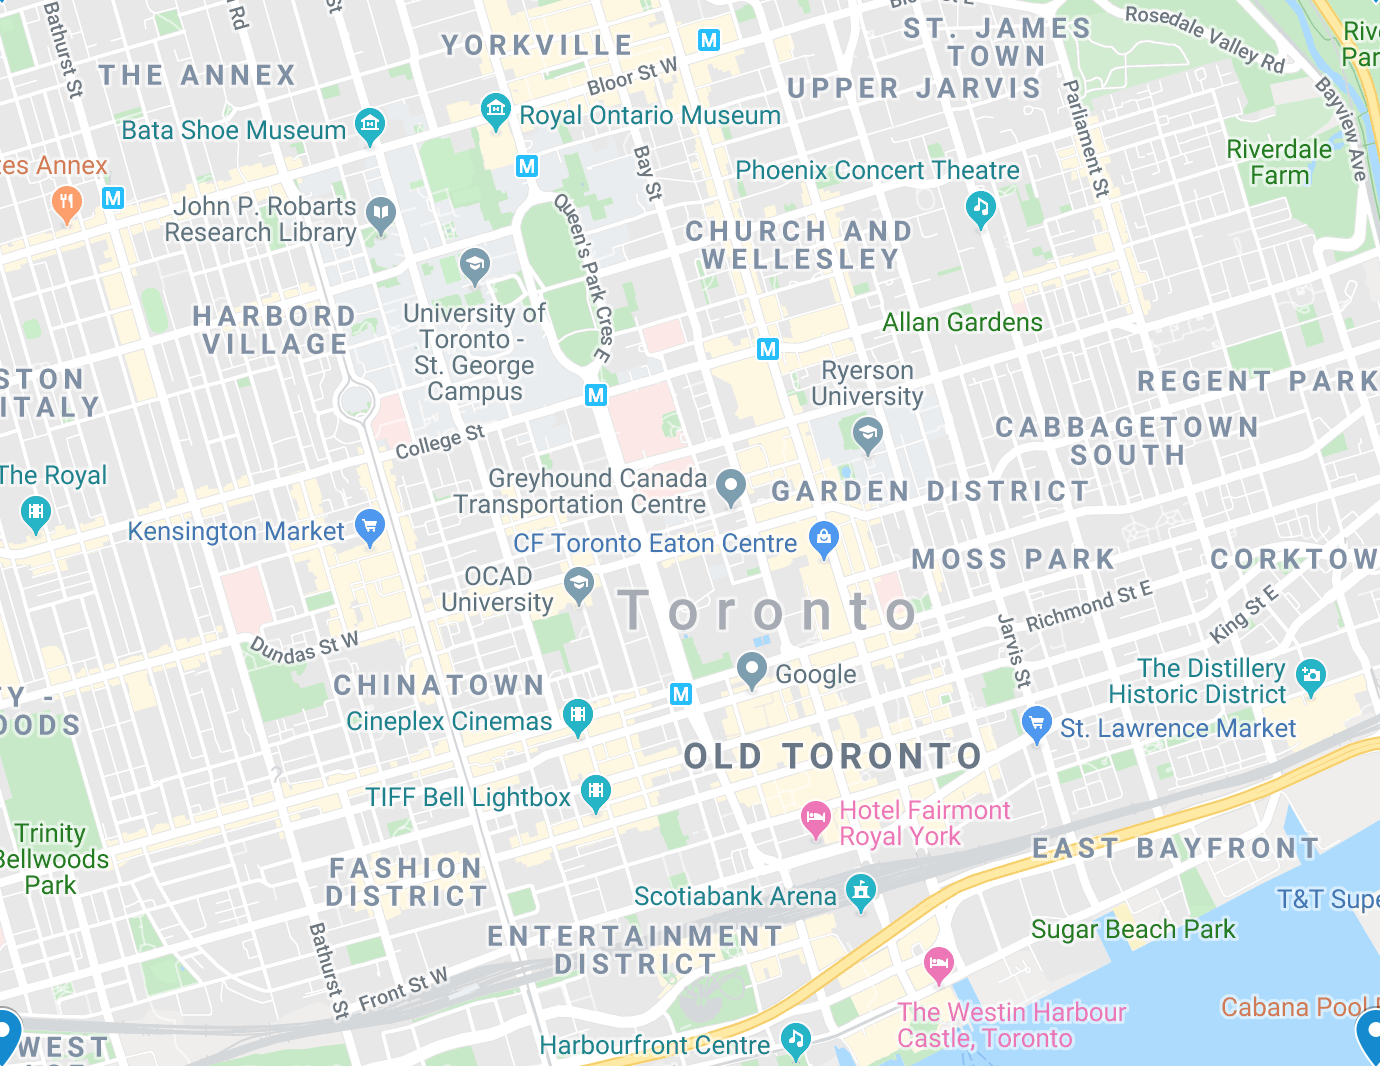 Bathurst St
Rd
St
Bloor St E
YORKVILLE
M
ST. JAMES
TOWN
Rosedale Valley Rd
THE ANNEX
Bloor St W
UPPER JARVIS
Parliament St
Bayview Ave
Bata Shoe Museum
Royal Ontario Museum
M
Bay St
Phoenix Concert Theatre
Riverdale
Farm
Annex
M
John P. Robarts
Research Library
Queen's Park Cres E
CHURCH AND
WELLESLEY
HARBORD
VILLAGE
University of
Toronto -
St. George
Campus
Allan Gardens
M
Ryerson
University
ITALY
M
REGENT PARK
College St
CABBAGETOWN
SOUTH
The Royal
Greyhound Canada
Transportation Centre
GARDEN DISTRICT
Kensington Market
CF Toronto Eaton Centre
MOSS PARK
CORKTOW
OCAD
University
Toronto
Richmond St E
King St E
Dundas St W
Jarvis St
The Distillery
Historic District
Google
CHINATOWN
M
Cineplex Cinemas
St. Lawrence Market
OLD TORONTO
TIFF Bell Lightbox
Hotel Fairmont
Royal York
Trinity
Bellwoods
Park
EAST BAYFRONT
FASHION
DISTRICT
Scotiabank Arena
T&T Supe
Sugar Beach Park
ENTERTAINMENT
DISTRICT
Bathurst St
Front St W
The Westin Harbour
Castle, Toronto
Cabana Pool
WEST
Harbourfront Centre